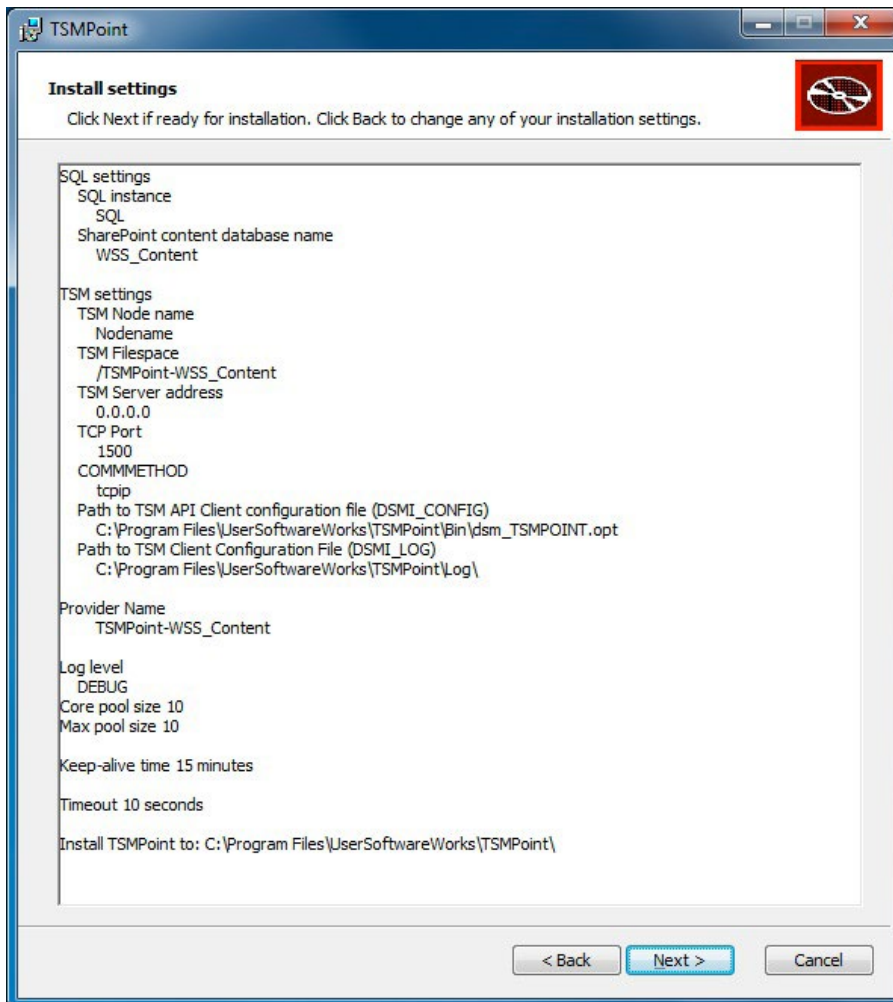 TSMPoint
Install settings
Click Next if ready for installation. Click Back to change any of your installation settings.
SQL settings
SQL instance
SQL
SharePoint content database name
WSS_Content
TSM settings
TSM Node name
Nodename
TSM Filespace
/TSMPoint-WSS_Content
TSM Server address
0.0.0.0
TCP Port
1500
COMMMETHOD
tcpip
Path to TSM API Client configuration file (DSMI_CONFIG)
C:\Program Files\UserSoftwareWorks\TSMPoint\Bin\dsm_TSMPOINT.opt
Path to TSM Client Configuration File (DSMI_LOG)
C:\Program Files\UserSoftwareWorks\TSMPoint\Log\
Provider Name
TSMPoint-WSS_Content
Log level
DEBUG
Core pool size 10
Max pool size 10
Keep-alive time 15 minutes
Timeout 10 seconds
Install TSMPoint to: C:\Program Files\UserSoftwareWorks\TSMPoint\
< Back
Next >
Cancel